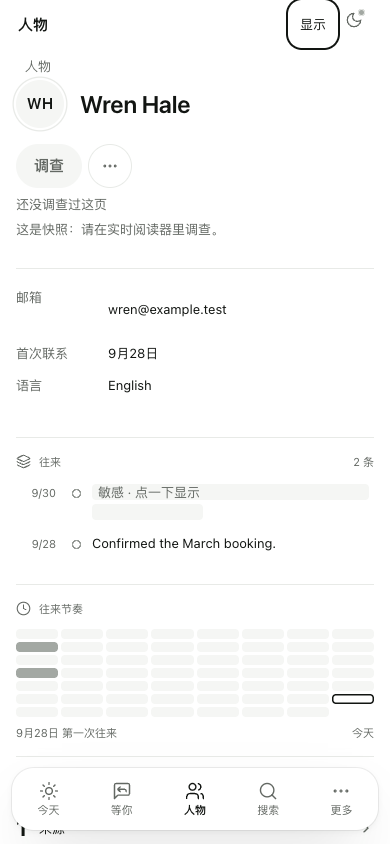 人物
显示
人物
WH
Wren Hale
调查
还没调查过这页
这是快照：请在实时阅读器里调查。
邮箱
wren@example.test
首次联系
9月28日
语言
English
往来
2 条
9/30
敏感 · 点一下显示
9/28
Confirmed the March booking.
往来节奏
9月28日 第一次往来
今天
今天
等你
人物
搜索
更多